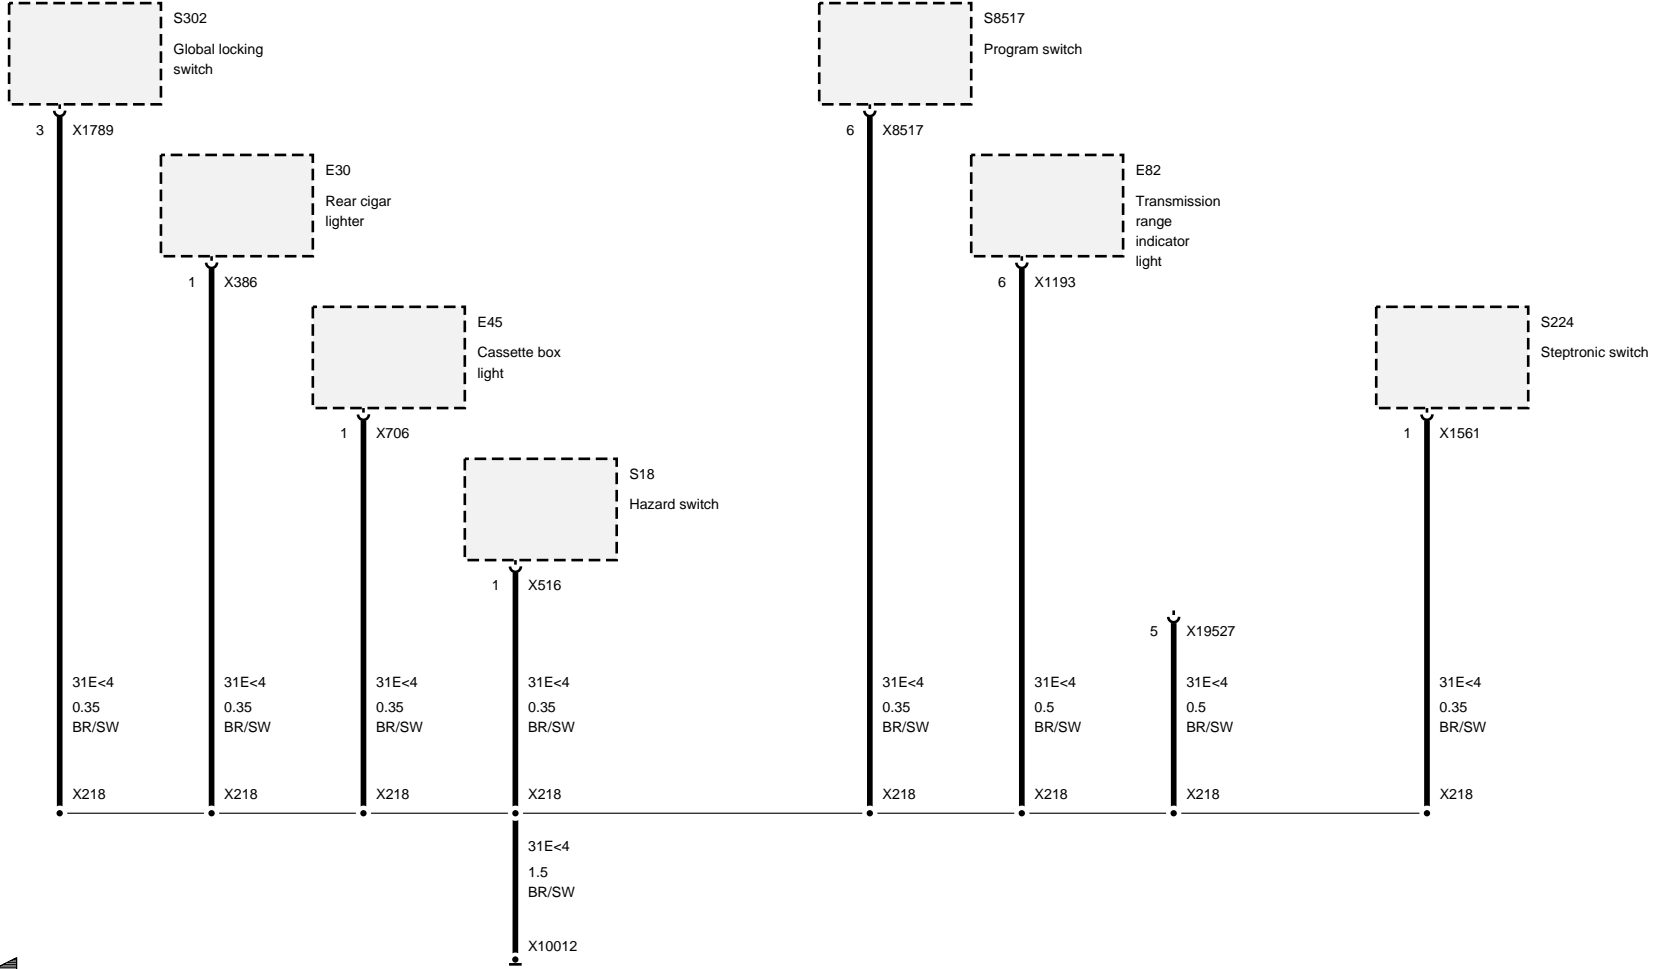 S302
Global locking
switch
3 X1789
E30
Rear cigar
lighter
1 X386
E45
Cassette box
light
1 X706
S18
Hazard switch
1 X516
S8517
Program switch
6 X8517
E82
Transmission
range
indicator
light
6 X1193
S224
Steptronic switch
1 X1561
5 X19527
31E<4 31E<4 31E<4 31E<4 31E<4 31E<4 31E<4 31E<4
0.35 0.35 0.35 0.35 0.35 0.5 0.5 0.35
BR/SW BR/SW BR/SW BR/SW BR/SW BR/SW BR/SW BR/SW
X218 X218 X218 X218 X218 X218 X218 X218
31E<4
1.5
BR/SW
X10012